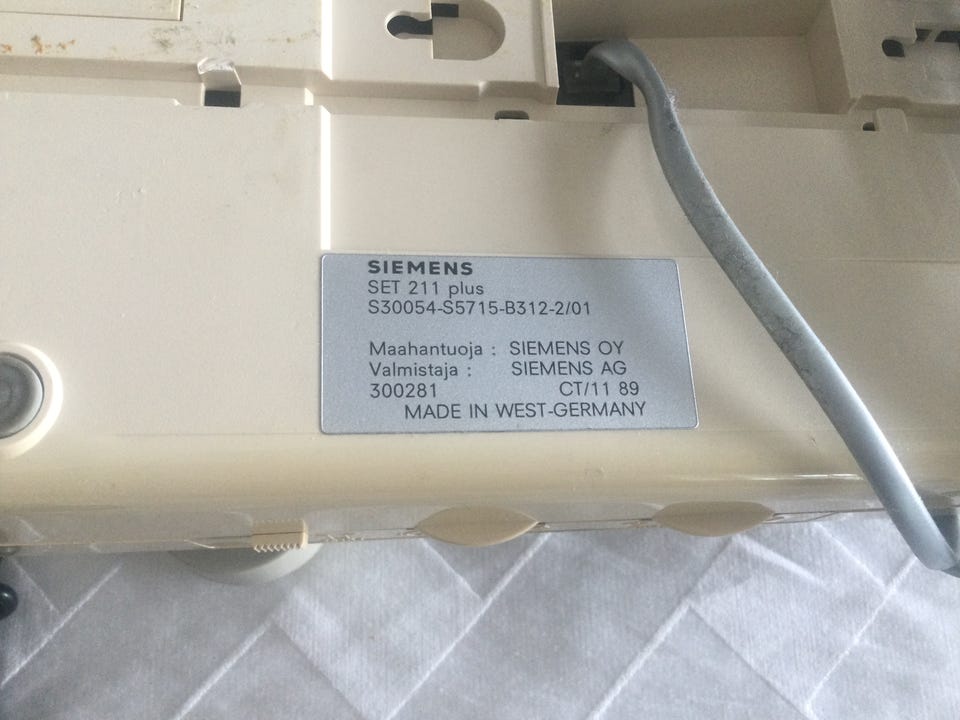 SIEMENS
SET 211 plus
S30054-S5715-B312-2/01
Maahantuoja : SIEMENS OY
Valmistaja : SIEMENS AG
300281 CT/11 89
MADE IN WEST-GERMANY